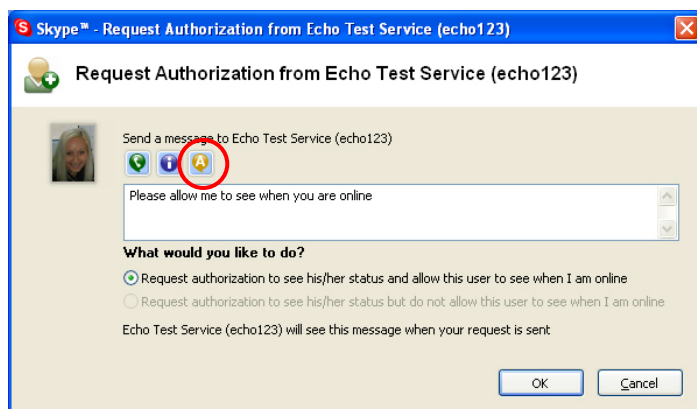 Skype™ - Request Authorization from Echo Test Service (echo123)
Request Authorization from Echo Test Service (echo123)
Send a message to Echo Test Service (echo123)
A
Please allow me to see when you are online
What would you like to do?
Request authorization to see his/her status and allow this user to see when I am online
Request authorization to see his/her status but do not allow this user to see when I am online
Echo Test Service (echo123) will see this message when your request is sent
OK Cancel